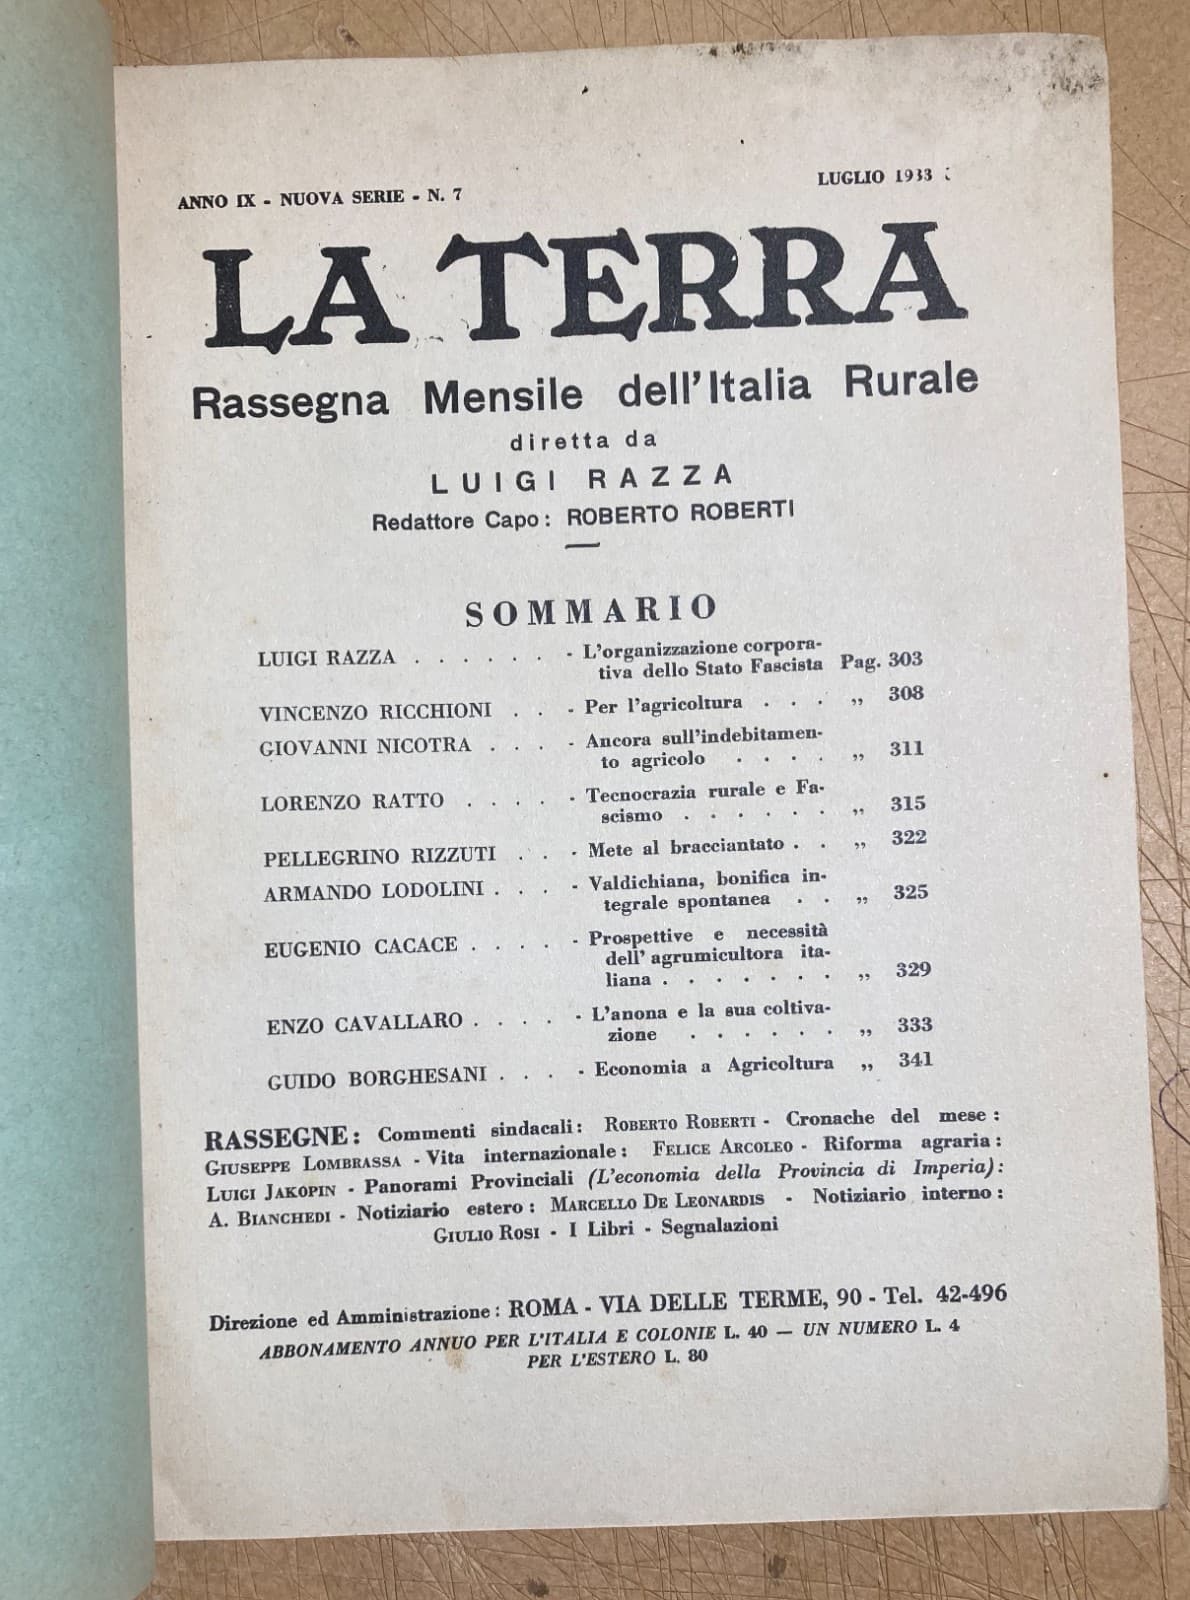 ANNO IX - NUOVA SERIE - N. 7
LUGLIO 1933
LA TERRA
Rassegna Mensile dell'Italia Rurale
diretta da
LUIGI RAZZA
Redattore Capo: ROBERTO ROBERTI
SOMMARIO
LUIGI RAZZA . . . . . . - L'organizzazione corpora-
tiva dello Stato Fascista Pag. 303
VINCENZO RICCHIONI . . - Per l'agricoltura . . . „ 308
GIOVANNI NICOTRA . . . . - Ancora sull'indebitamen-
to agricolo . . . . „ 311
LORENZO RATTO . . . . - Tecnocrazia rurale e Fa-
scismo . . . . . . „ 315
PELLEGRINO RIZZUTI . . - Mete al bracciantato . . „ 322
ARMANDO LODOLINI . . . - Valdichiana, bonifica in-
tegrale spontanea . . „ 325
EUGENIO CACACE . . . . - Prospettive e necessità
dell' agrumicultora ita-
liana . . . . . . . „ 329
ENZO CAVALLARO . . . . - L'anona e la sua coltiva-
zione . . . . . . „ 333
GUIDO BORGHESANI . . . - Economia a Agricoltura „ 341
RASSEGNE: Commenti sindacali: ROBERTO ROBERTI - Cronache del mese:
GIUSEPPE LOMBRASSA - Vita internazionale: FELICE ARCOLEO - Riforma agraria:
LUIGI JAKOPIN - Panorami Provinciali (L'economia della Provincia di Imperia):
A. BIANCHEDI - Notiziario estero: MARCELLO DE LEONARDIS - Notiziario interno:
GIULIO ROSI - I Libri - Segnalazioni
Direzione ed Amministrazione: ROMA - VIA DELLE TERME, 90 - Tel. 42-496
ABBONAMENTO ANNUO PER L'ITALIA E COLONIE L. 40 — UN NUMERO L. 4
PER L'ESTERO L. 80